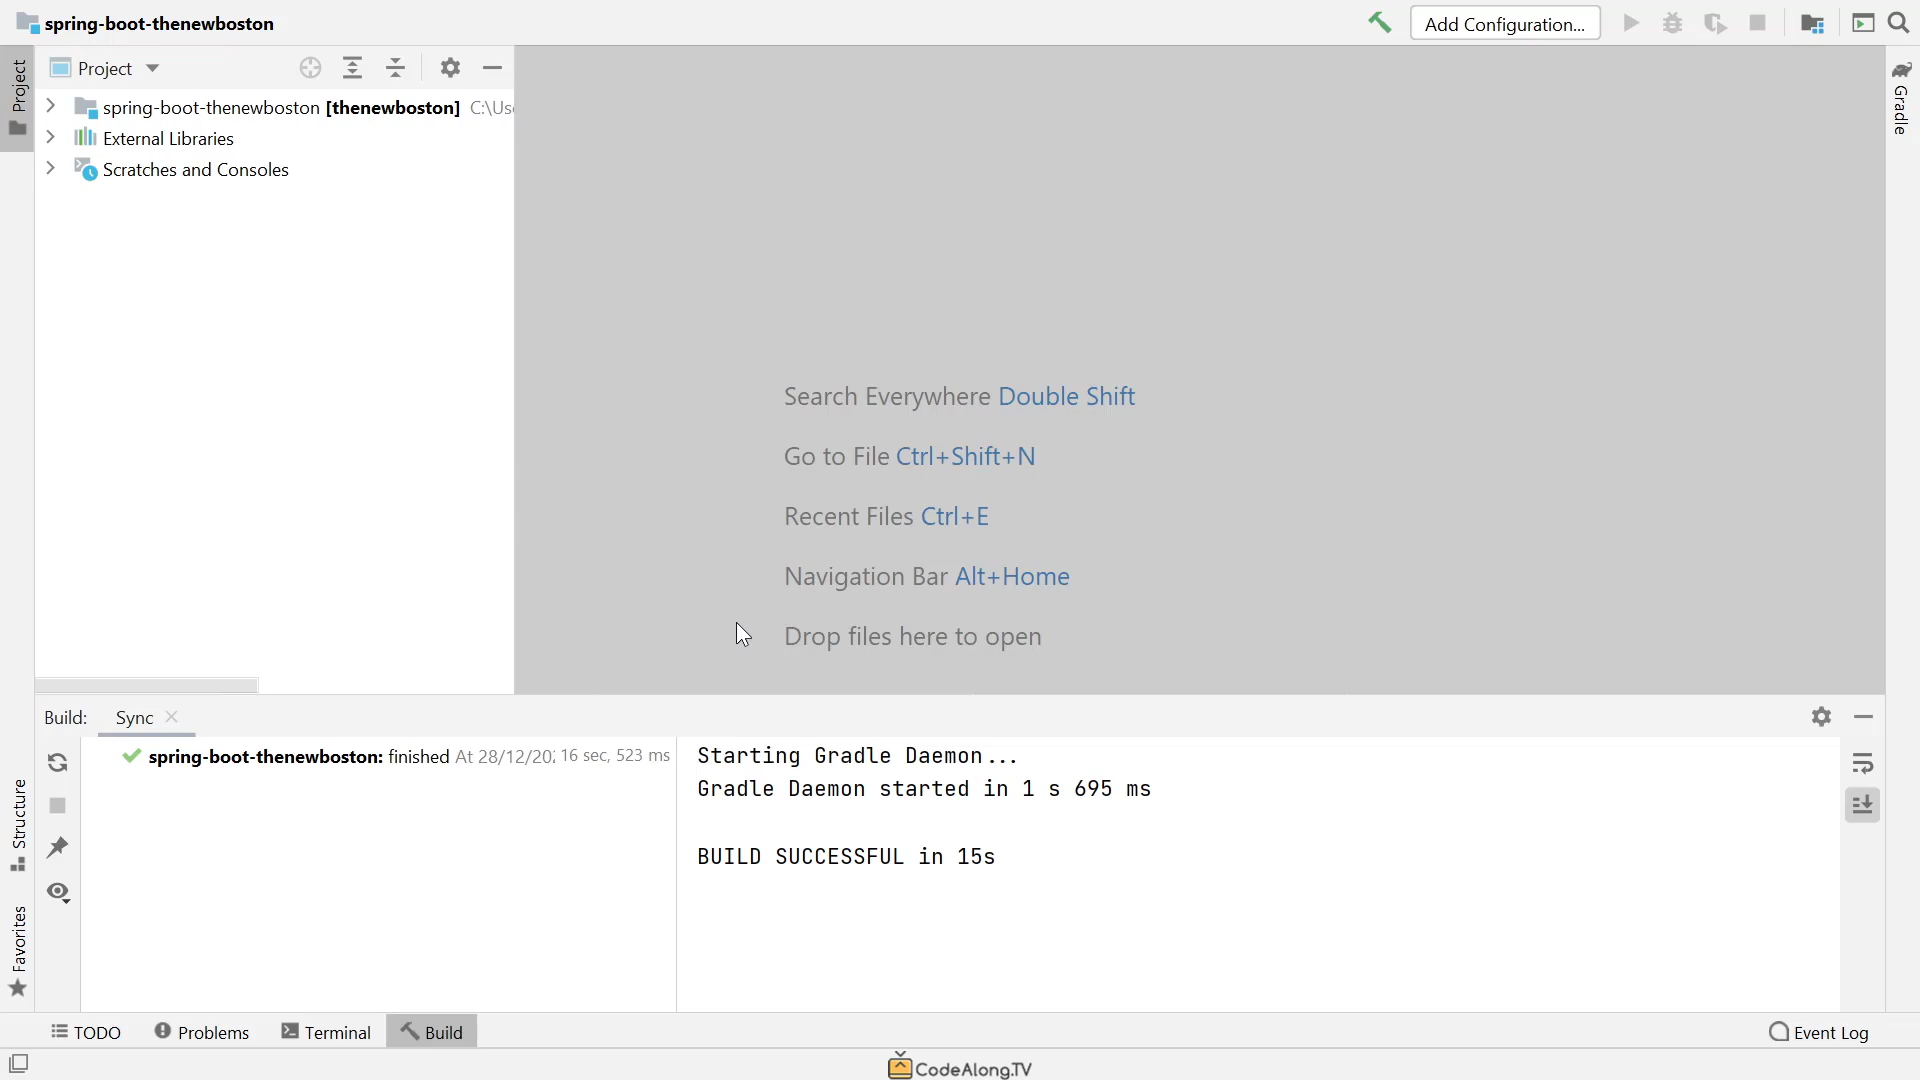 spring-boot-thenewboston
Add Configuration...
Project
Project
spring-boot-thenewboston [thenewboston] C:\Us
External Libraries
Scratches and Consoles
Gradle
Search Everywhere Double Shift
Go to File Ctrl+Shift+N
Recent Files Ctrl+E
Navigation Bar Alt+Home
Drop files here to open
Build: Sync
spring-boot-thenewboston: finished At 28/12/20 16 sec, 523 ms
Starting Gradle Daemon...
Gradle Daemon started in 1 s 695 ms
BUILD SUCCESSFUL in 15s
Structure
Favorites
TODO Problems Terminal Build Event Log
CodeAlong.TV